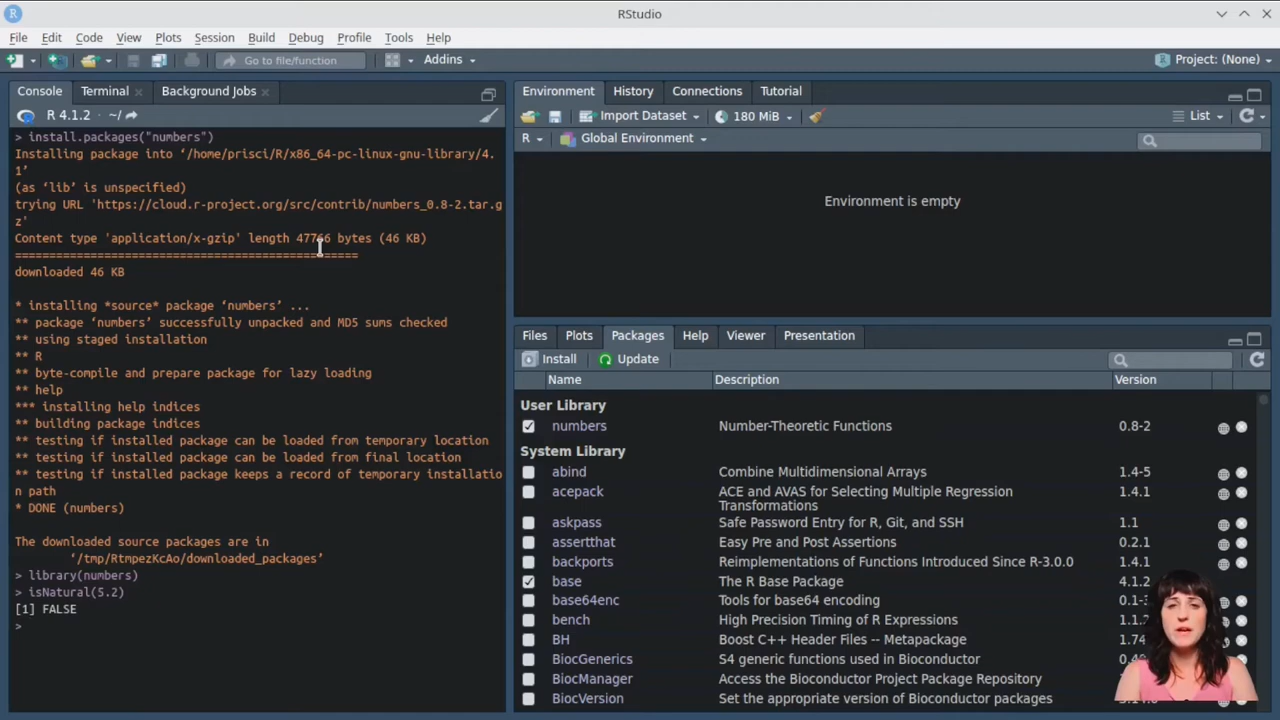 RStudio
File Edit Code View Plots Session Build Debug Profile Tools Help
Go to file/function Addins Project: (None)
Console Terminal Background Jobs
R 4.1.2 · ~/
> install.packages("numbers")
Installing package into ‘/home/prisci/R/x86_64-pc-linux-gnu-library/4.
1’
(as ‘lib’ is unspecified)
trying URL 'https://cloud.r-project.org/src/contrib/numbers_0.8-2.tar.g
z'
Content type 'application/x-gzip' length 47766 bytes (46 KB)
==================================================
downloaded 46 KB
* installing *source* package ‘numbers’ ...
** package ‘numbers’ successfully unpacked and MD5 sums checked
** using staged installation
** R
** byte-compile and prepare package for lazy loading
** help
*** installing help indices
** building package indices
** testing if installed package can be loaded from temporary location
** testing if installed package can be loaded from final location
** testing if installed package keeps a record of temporary installatio
n path
* DONE (numbers)
The downloaded source packages are in
‘/tmp/RtmpezKcAo/downloaded_packages’
> library(numbers)
> isNatural(5.2)
[1] FALSE
>
Environment History Connections Tutorial
Import Dataset 180 MiB List
R Global Environment
Environment is empty
Files Plots Packages Help Viewer Presentation
Install Update
Name Description Version
User Library
numbers Number-Theoretic Functions 0.8-2
System Library
abind Combine Multidimensional Arrays 1.4-5
acepack ACE and AVAS for Selecting Multiple Regression 1.4.1
Transformations
askpass Safe Password Entry for R, Git, and SSH 1.1
assertthat Easy Pre and Post Assertions 0.2.1
backports Reimplementations of Functions Introduced Since R-3.0.0 1.4.1
base The R Base Package 4.1.2
base64enc Tools for base64 encoding 0.1-
bench High Precision Timing of R Expressions 1.1.2
BH Boost C++ Header Files -- Metapackage 1.74
BiocGenerics S4 generic functions used in Bioconductor
BiocManager Access the Bioconductor Project Package Repository
BiocVersion Set the appropriate version of Bioconductor packages